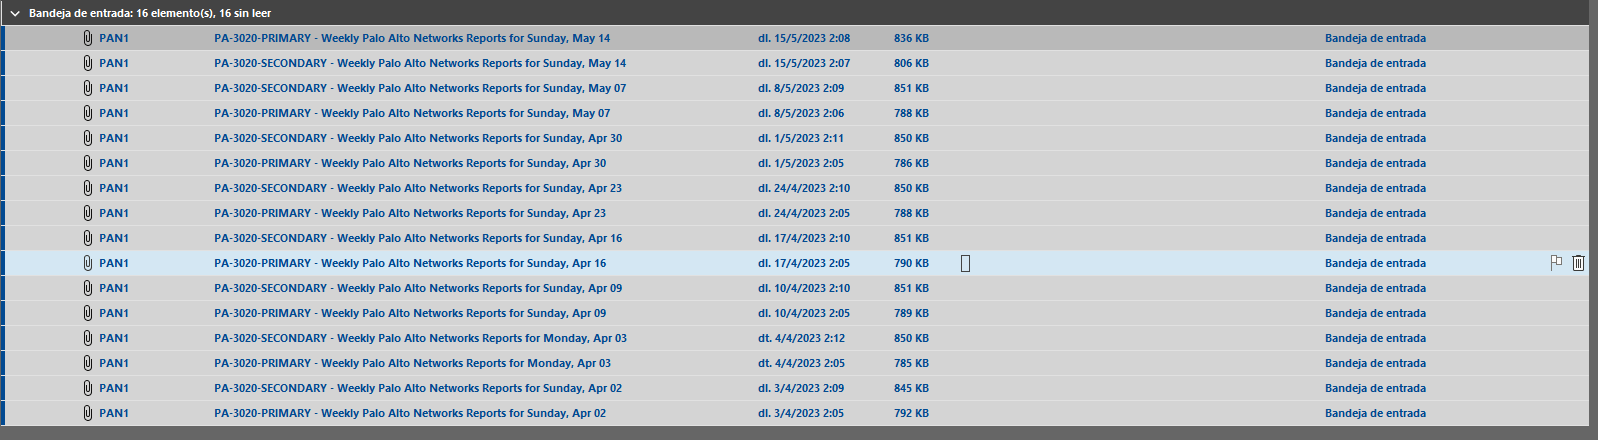 Bandeja de entrada: 16 elemento(s), 16 sin leer
PAN1 PA-3020-PRIMARY - Weekly Palo Alto Networks Reports for Sunday, May 14 dl. 15/5/2023 2:08 836 KB Bandeja de entrada
PAN1 PA-3020-SECONDARY - Weekly Palo Alto Networks Reports for Sunday, May 14 dl. 15/5/2023 2:07 806 KB Bandeja de entrada
PAN1 PA-3020-SECONDARY - Weekly Palo Alto Networks Reports for Sunday, May 07 dl. 8/5/2023 2:09 851 KB Bandeja de entrada
PAN1 PA-3020-PRIMARY - Weekly Palo Alto Networks Reports for Sunday, May 07 dl. 8/5/2023 2:06 788 KB Bandeja de entrada
PAN1 PA-3020-SECONDARY - Weekly Palo Alto Networks Reports for Sunday, Apr 30 dl. 1/5/2023 2:11 850 KB Bandeja de entrada
PAN1 PA-3020-PRIMARY - Weekly Palo Alto Networks Reports for Sunday, Apr 30 dl. 1/5/2023 2:05 786 KB Bandeja de entrada
PAN1 PA-3020-SECONDARY - Weekly Palo Alto Networks Reports for Sunday, Apr 23 dl. 24/4/2023 2:10 850 KB Bandeja de entrada
PAN1 PA-3020-PRIMARY - Weekly Palo Alto Networks Reports for Sunday, Apr 23 dl. 24/4/2023 2:05 788 KB Bandeja de entrada
PAN1 PA-3020-SECONDARY - Weekly Palo Alto Networks Reports for Sunday, Apr 16 dl. 17/4/2023 2:10 851 KB Bandeja de entrada
PAN1 PA-3020-PRIMARY - Weekly Palo Alto Networks Reports for Sunday, Apr 16 dl. 17/4/2023 2:05 790 KB Bandeja de entrada
PAN1 PA-3020-SECONDARY - Weekly Palo Alto Networks Reports for Sunday, Apr 09 dl. 10/4/2023 2:10 851 KB Bandeja de entrada
PAN1 PA-3020-PRIMARY - Weekly Palo Alto Networks Reports for Sunday, Apr 09 dl. 10/4/2023 2:05 789 KB Bandeja de entrada
PAN1 PA-3020-SECONDARY - Weekly Palo Alto Networks Reports for Monday, Apr 03 dt. 4/4/2023 2:12 850 KB Bandeja de entrada
PAN1 PA-3020-PRIMARY - Weekly Palo Alto Networks Reports for Monday, Apr 03 dt. 4/4/2023 2:05 785 KB Bandeja de entrada
PAN1 PA-3020-SECONDARY - Weekly Palo Alto Networks Reports for Sunday, Apr 02 dl. 3/4/2023 2:09 845 KB Bandeja de entrada
PAN1 PA-3020-PRIMARY - Weekly Palo Alto Networks Reports for Sunday, Apr 02 dl. 3/4/2023 2:05 792 KB Bandeja de entrada